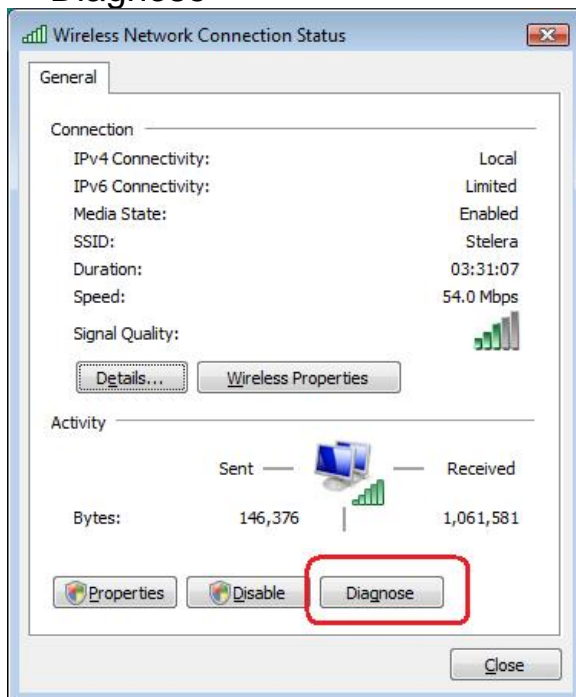 Diagnose
Wireless Network Connection Status
General
Connection
IPv4 Connectivity: Local
IPv6 Connectivity: Limited
Media State: Enabled
SSID: Stelera
Duration: 03:31:07
Speed: 54.0 Mbps
Signal Quality:
Details... Wireless Properties
Activity
Sent Received
Bytes: 146,376 1,061,581
Properties Disable Diagnose
Close